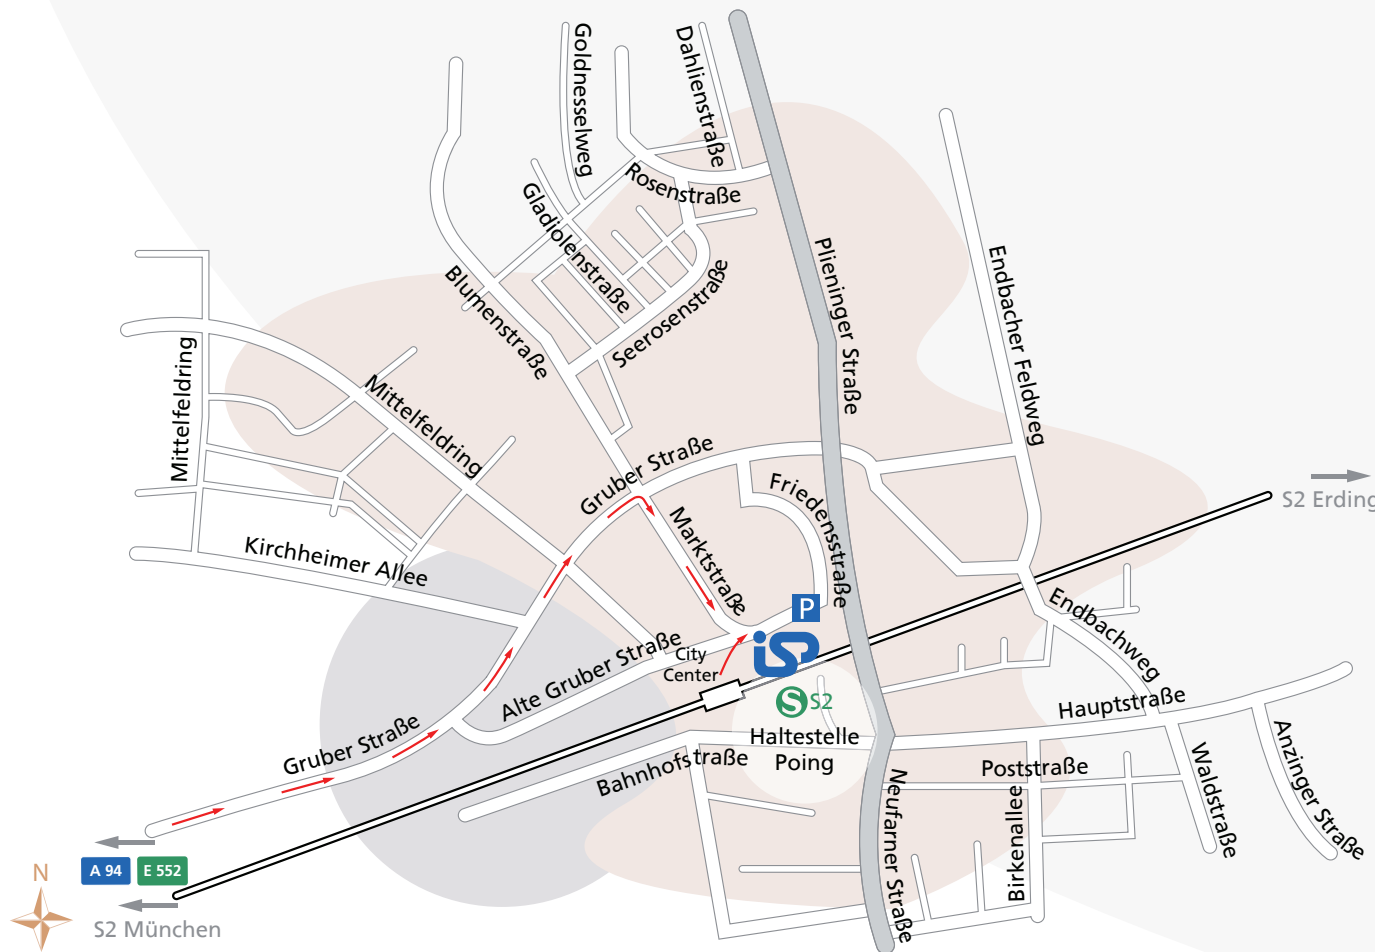 Goldnesselweg
Dahlienstraße
Rosenstraße
Gladiolenstraße
Blumenstraße
Seerosenstraße
Plieninger Straße
Endbacher Feldweg
Mittelfeldring
Mittelfeldring
Gruber Straße
Friedensstraße
Marktstraße
S2 Erding
Kirchheimer Allee
P
iSP
City
Center
Alte Gruber Straße
Endbachweg
S S2
Hauptstraße
Haltestelle
Poing
Gruber Straße
Bahnhofstraße
Poststraße
Neufarner Straße
Birkenallee
Waldstraße
Anzinger Straße
A 94 E 552
N
S2 München